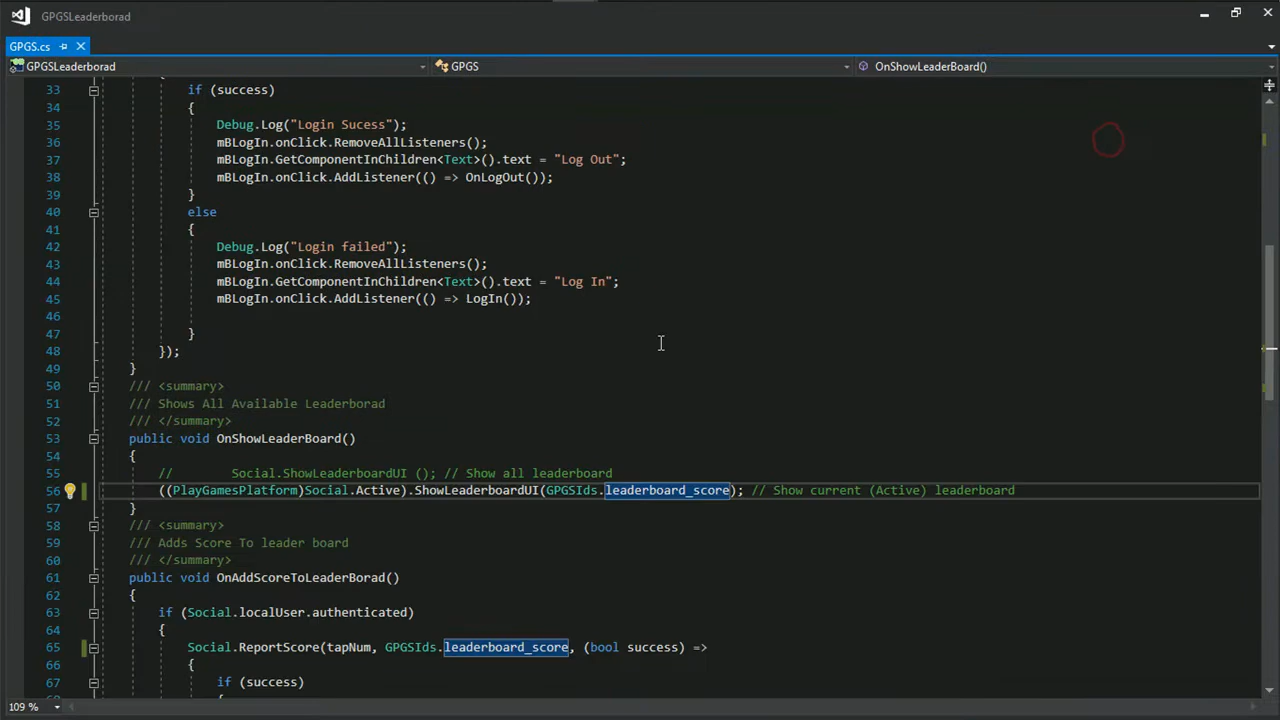 GPGSLeaderborad
GPGS.cs
GPGSLeaderborad GPGS OnShowLeaderBoard()
33 if (success)
34 {
35 Debug.Log("Login Sucess");
36 mBLogIn.onClick.RemoveAllListeners();
37 mBLogIn.GetComponentInChildren<Text>().text = "Log Out";
38 mBLogIn.onClick.AddListener(() => OnLogOut());
39 }
40 else
41 {
42 Debug.Log("Login failed");
43 mBLogIn.onClick.RemoveAllListeners();
44 mBLogIn.GetComponentInChildren<Text>().text = "Log In";
45 mBLogIn.onClick.AddListener(() => LogIn());
46
47 }
48 });
49 }
50 /// <summary>
51 /// Shows All Available Leaderborad
52 /// </summary>
53 public void OnShowLeaderBoard()
54 {
55 // Social.ShowLeaderboardUI (); // Show all leaderboard
56 ((PlayGamesPlatform)Social.Active).ShowLeaderboardUI(GPGSIds.leaderboard_score); // Show current (Active) leaderboard
57 }
58 /// <summary>
59 /// Adds Score To leader board
60 /// </summary>
61 public void OnAddScoreToLeaderBorad()
62 {
63 if (Social.localUser.authenticated)
64 {
65 Social.ReportScore(tapNum, GPGSIds.leaderboard_score, (bool success) =>
66 {
67 if (success)
109 %